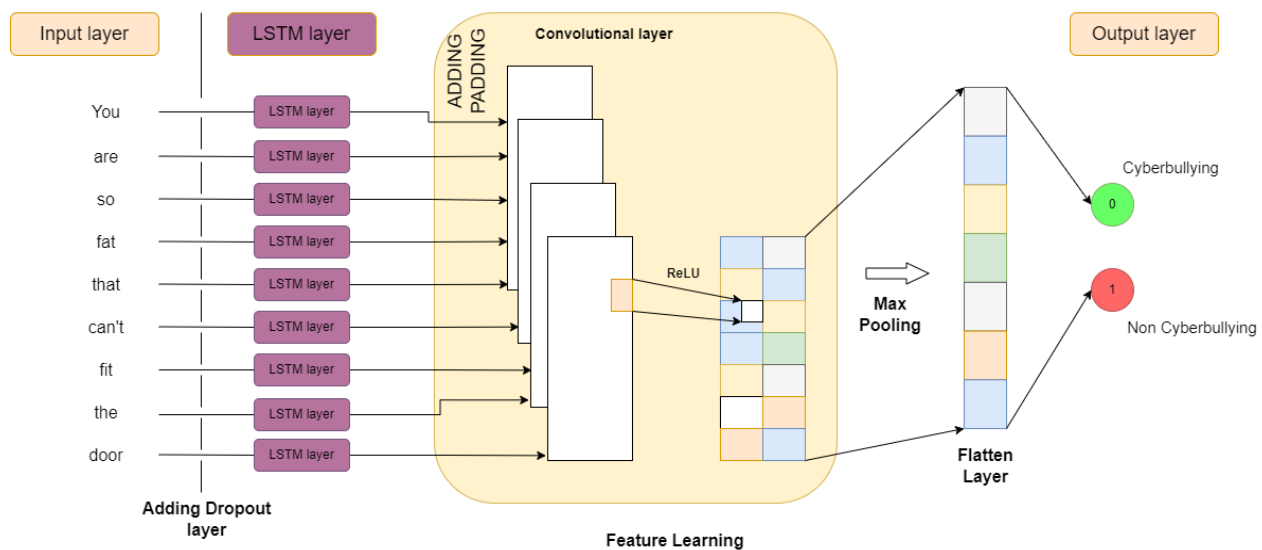 Input layer
LSTM layer
Convolutional layer
Output layer
ADDING
PADDING
You
LSTM layer
are
LSTM layer
so
LSTM layer
fat
LSTM layer
that
LSTM layer
can't
LSTM layer
fit
LSTM layer
the
LSTM layer
door
LSTM layer
Adding Dropout
layer
ReLU
Max
Pooling
Flatten
Layer
Cyberbullying
0
1
Non Cyberbullying
Feature Learning